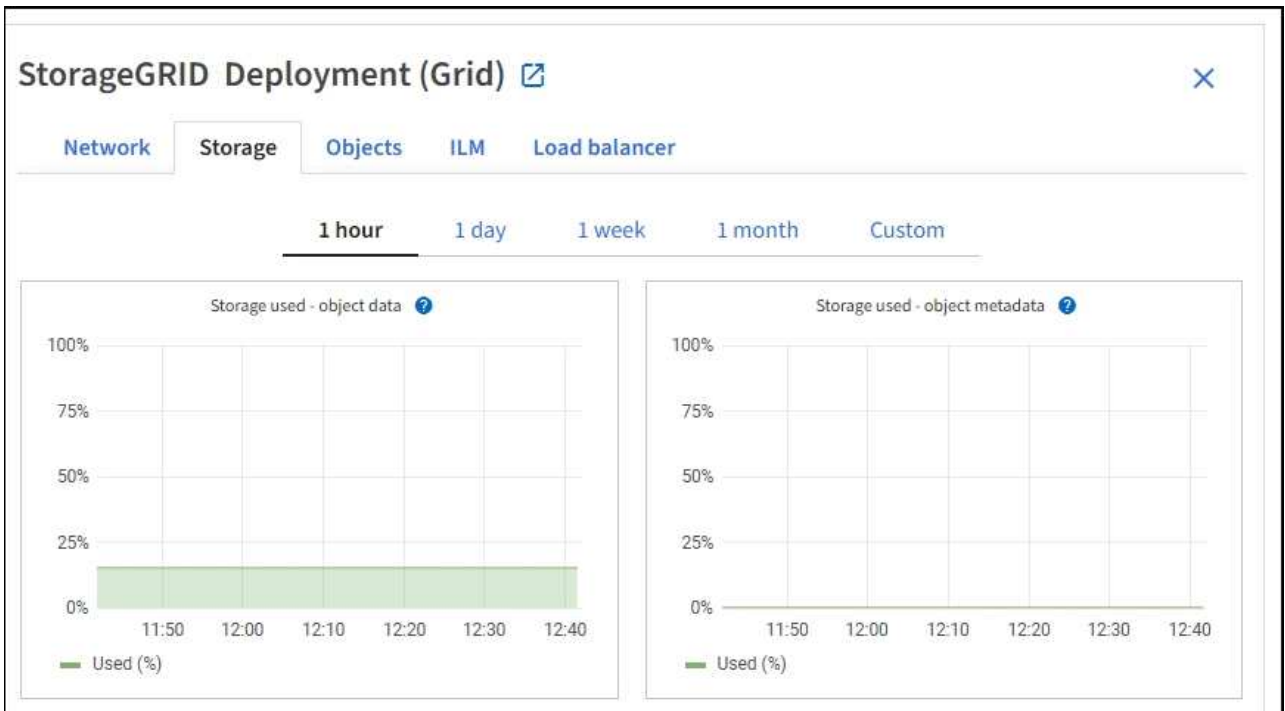 StorageGRID Deployment (Grid)
Network Storage Objects ILM Load balancer
1 hour 1 day 1 week 1 month Custom
Storage used - object data ?
100%
75%
50%
25%
0%
11:50 12:00 12:10 12:20 12:30 12:40
Used (%)
Storage used - object metadata ?
100%
75%
50%
25%
0%
11:50 12:00 12:10 12:20 12:30 12:40
Used (%)